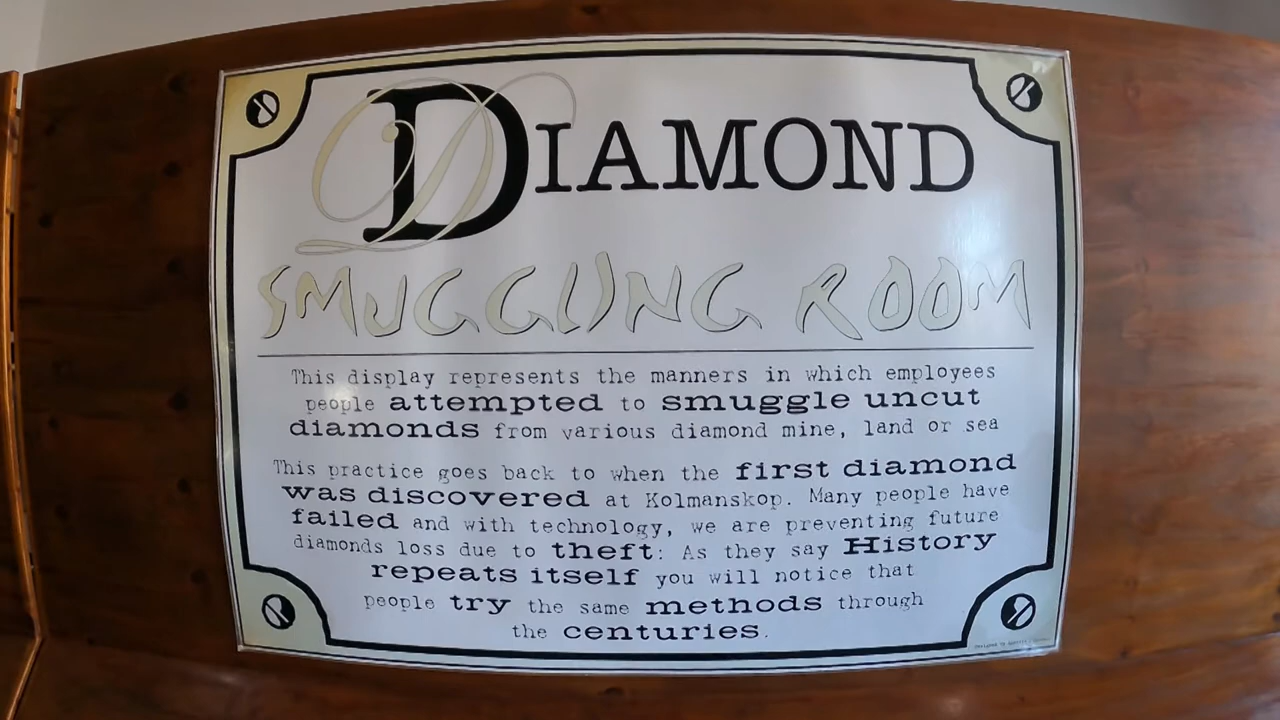 DIAMOND
SMUGGLING ROOM
This display represents the manners in which employees
people attempted to smuggle uncut
diamonds from various diamond mine, land or sea
This practice goes back to when the first diamond
was discovered at Kolmanskop. Many people have
failed and with technology, we are preventing future
diamonds loss due to theft: As they say History
repeats itself you will notice that
people try the same methods through
the centuries.